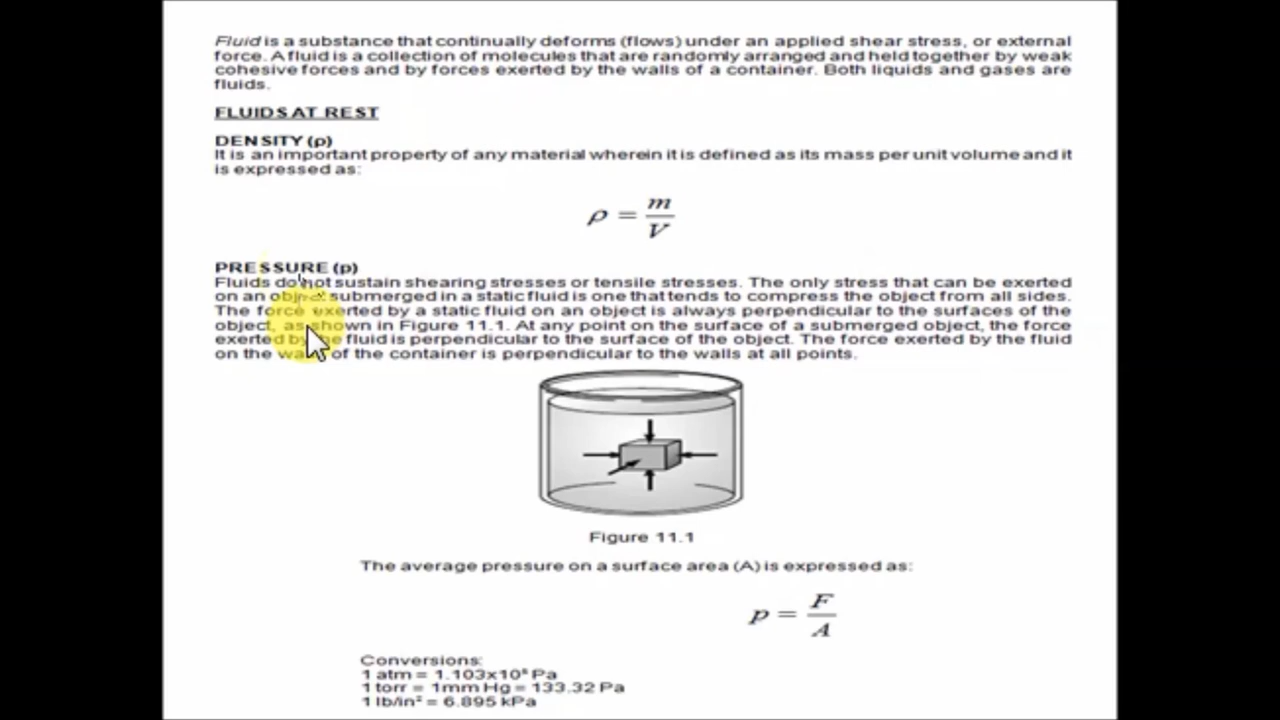 Fluid is a substance that continually deforms (flows) under an applied shear stress, or external
force. A fluid is a collection of molecules that are randomly arranged and held together by weak
cohesive forces and by forces exerted by the walls of a container. Both liquids and gases are
fluids.
FLUIDS AT REST
DENSITY (ρ)
It is an important property of any material wherein it is defined as its mass per unit volume and it
is expressed as:
ρ = m/V
PRESSURE (p)
Fluids do not sustain shearing stresses or tensile stresses. The only stress that can be exerted
on an object submerged in a static fluid is one that tends to compress the object from all sides.
The force exerted by a static fluid on an object is always perpendicular to the surfaces of the
object, as shown in Figure 11.1. At any point on the surface of a submerged object, the force
exerted by the fluid is perpendicular to the surface of the object. The force exerted by the fluid
on the walls of the container is perpendicular to the walls at all points.
Figure 11.1
The average pressure on a surface area (A) is expressed as:
p = F/A
Conversions:
1 atm = 1.103x10⁵ Pa
1 torr = 1mm Hg = 133.32 Pa
1 lb/in² = 6.895 kPa